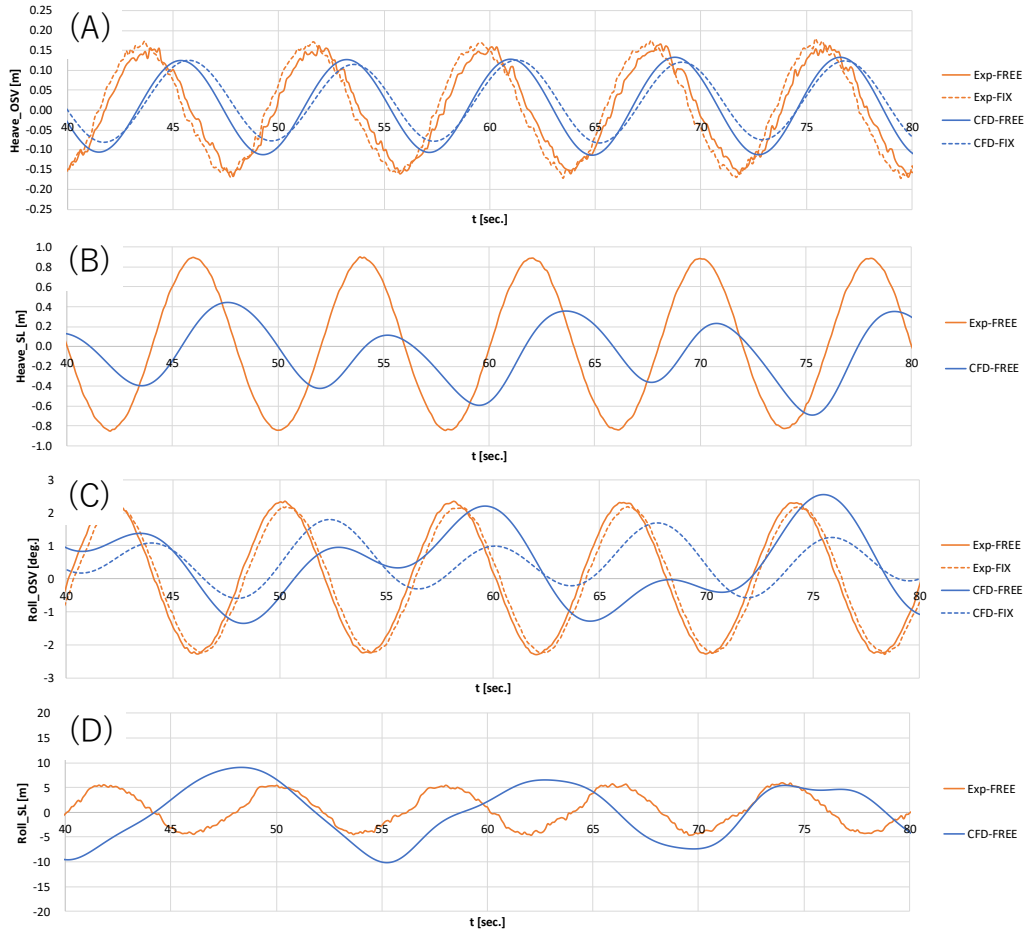 (A)
Heave_OSV [m]
0.25
0.20
0.15
0.10
0.05
0.00
-0.05
-0.10
-0.15
-0.20
-0.25
40 45 50 55 60 65 70 75 80
t [sec.]
Exp-FREE
Exp-FIX
CFD-FREE
CFD-FIX
(B)
Heave_SL [m]
1.0
0.8
0.6
0.4
0.2
0.0
-0.2
-0.4
-0.6
-0.8
-1.0
40 45 50 55 60 65 70 75 80
t [sec.]
Exp-FREE
CFD-FREE
(C)
Roll_OSV [deg.]
3
2
1
0
-1
-2
-3
40 45 50 55 60 65 70 75 80
t [sec.]
Exp-FREE
Exp-FIX
CFD-FREE
CFD-FIX
(D)
Rioll_SL [m]
20
15
10
5
0
-5
-10
-15
-20
40 45 50 55 60 65 70 75 80
t [sec.]
Exp-FREE
CFD-FREE